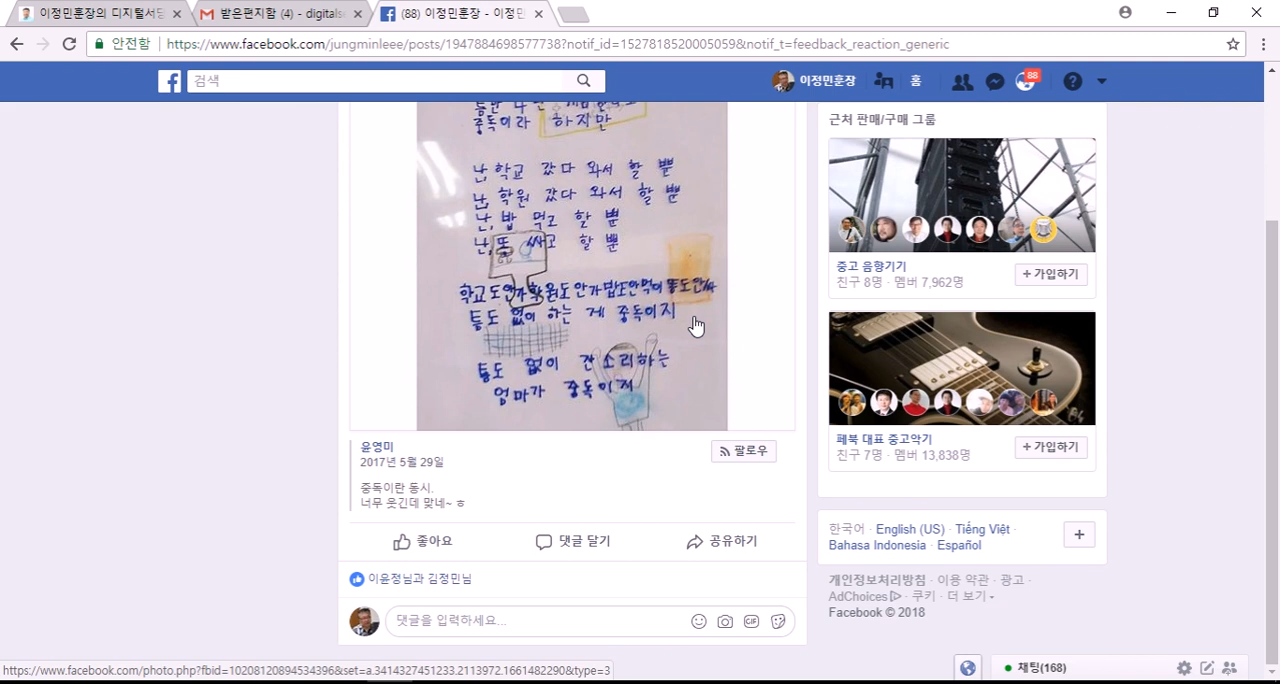 이정민훈장의 디지털서당
받은편지함 (4) - digitals
(88) 이정민훈장 - 이정민
안전함
https://www.facebook.com/jungminleee/posts/1947884698577738?notif_id=1527818520005059&notif_t=feedback_reaction_generic
검색
이정민훈장
홈
88
중독이라 하지만
난, 학교 갔다 와서 할 뿐
난, 학원 갔다 와서 할 뿐
난, 밥 먹고 할 뿐
난, 똥 싸고 할 뿐
학교도 안가 학원도 안가 밥도 안먹어 똥도 안싸
틈도 없이 하는 게 중독이지
틈도 없이 잔소리하는
엄마가 중독이지
윤영미
2017년 5월 29일
팔로우
중독이란 동시.
너무 웃긴데 맞네~ ㅎ
좋아요
댓글 달기
공유하기
이윤정님과 김정민님
댓글을 입력하세요...
GIF
근처 판매/구매 그룹
중고 음향기기
친구 8명 · 멤버 7,962명
+ 가입하기
페북 대표 중고악기
친구 7명 · 멤버 13,838명
+ 가입하기
한국어 · English (US) · Tiếng Việt ·
Bahasa Indonesia · Español
개인정보처리방침 · 이용 약관 · 광고 ·
AdChoices · 쿠키 · 더 보기
Facebook © 2018
https://www.facebook.com/photo.php?fbid=10208120894534396&set=a.3414327451233.2113972.1661482290&type=3
채팅(168)